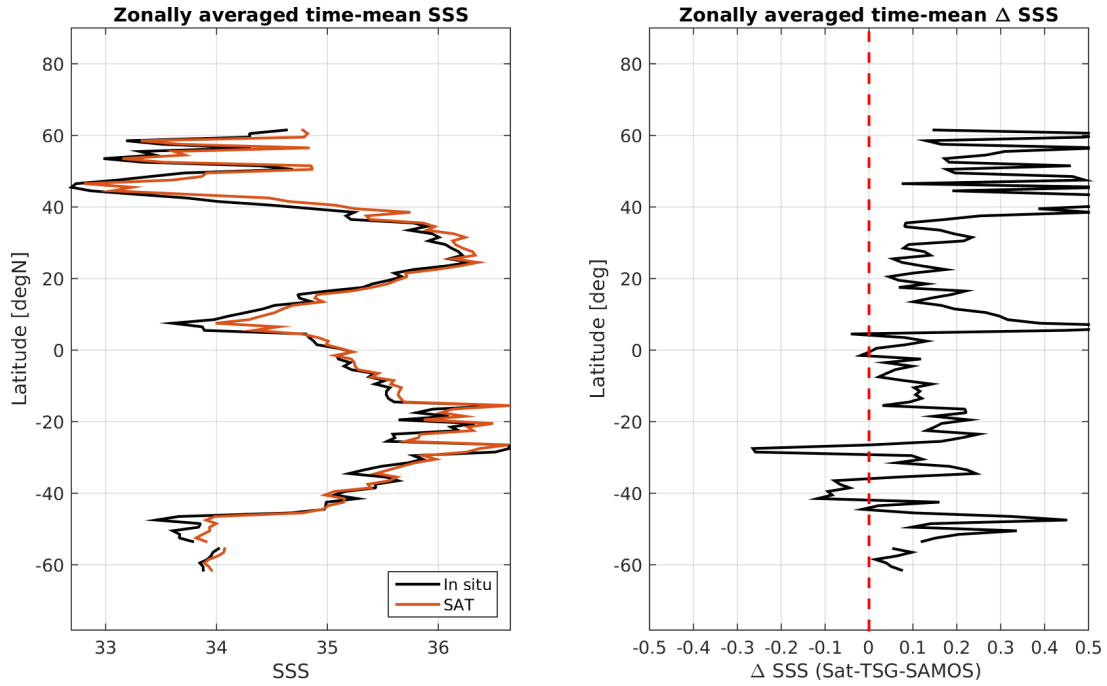 Zonally averaged time-mean SSS
80
60
40
20
0
-20
-40
-60
Latitude [degN]
33
34
35
36
SSS
In situ
SAT
Zonally averaged time-mean Δ SSS
80
60
40
20
0
-20
-40
-60
Latitude [deg]
-0.5 -0.4 -0.3 -0.2 -0.1 0 0.1 0.2 0.3 0.4 0.5
Δ SSS (Sat-TSG-SAMOS)